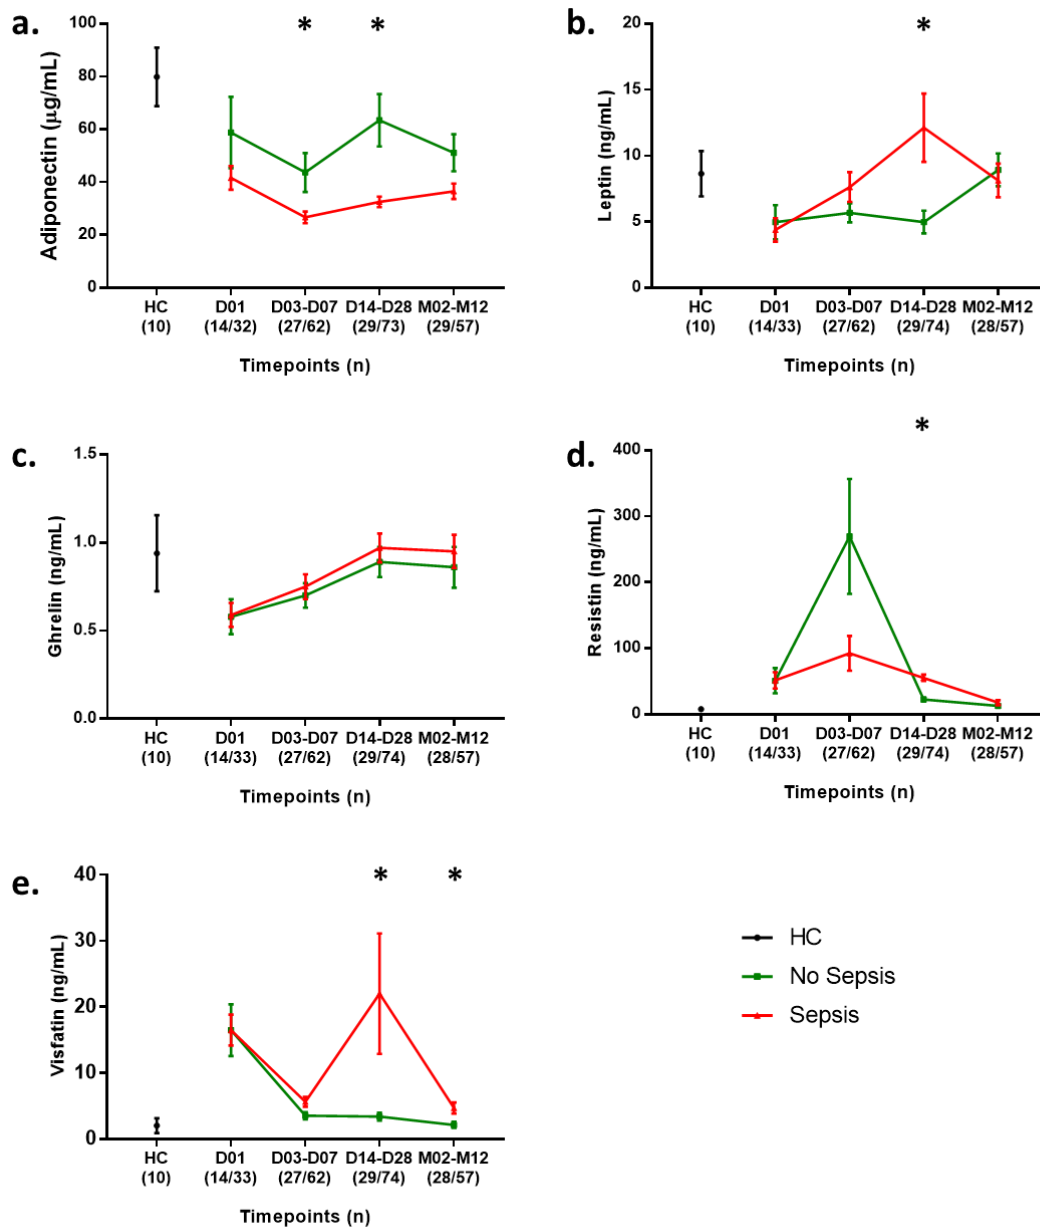 a.
Adiponectin (µg/mL)
100
80
60
40
20
0
* *
HC D01 D03-D07 D14-D28 M02-M12
(10) (14/32) (27/62) (29/73) (29/57)
Timepoints (n)
b.
Leptin (ng/mL)
20
15
10
5
0
*
HC D01 D03-D07 D14-D28 M02-M12
(10) (14/33) (27/62) (29/74) (28/57)
Timepoints (n)
c.
Ghrelin (ng/mL)
1.5
1.0
0.5
0.0
HC D01 D03-D07 D14-D28 M02-M12
(10) (14/33) (27/62) (29/74) (28/57)
Timepoints (n)
d.
Resistin (ng/mL)
400
300
200
100
0
*
HC D01 D03-D07 D14-D28 M02-M12
(10) (14/33) (27/62) (29/74) (28/57)
Timepoints (n)
e.
Visfatin (ng/mL)
40
30
20
10
0
* *
HC D01 D03-D07 D14-D28 M02-M12
(10) (14/33) (27/62) (29/74) (28/57)
Timepoints (n)
HC
No Sepsis
Sepsis